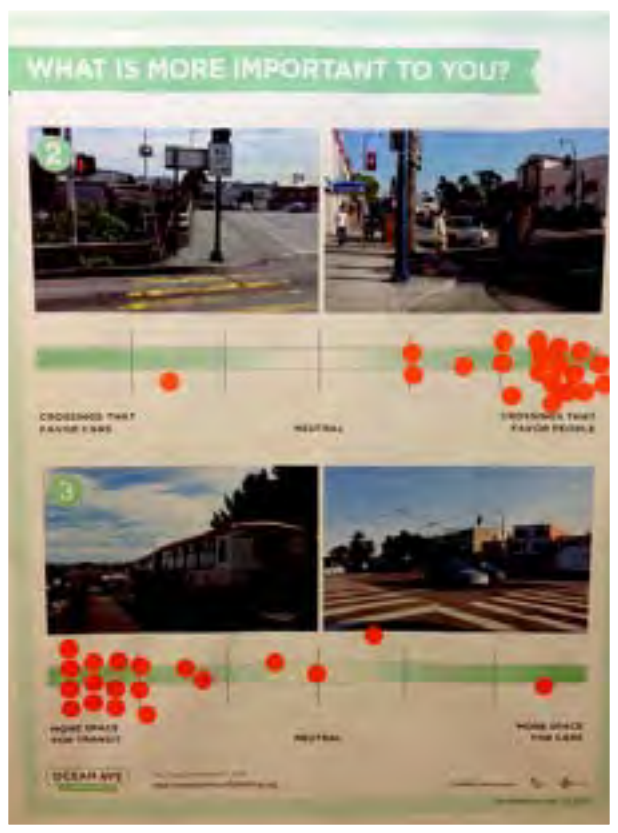 WHAT IS MORE IMPORTANT TO YOU?
2
CROSSINGS THAT
FAVOR CARS
NEUTRAL
CROSSINGS THAT
FAVOR PEOPLE
3
MORE SPACE
FOR TRANSIT
NEUTRAL
MORE SPACE
FOR CARS
OCEAN AVE